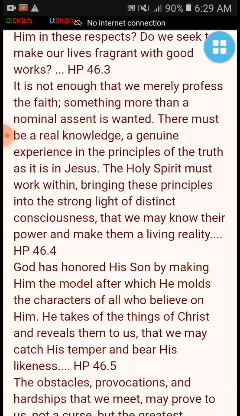 0:0KB/s U:0KB/s 90% 6:29 AM
No internet connection
Him in these respects? Do we seek to
make our lives fragrant with good
works? ... HP 46.3
It is not enough that we merely profess
the faith; something more than a
nominal assent is wanted. There must
be a real knowledge, a genuine
experience in the principles of the truth
as it is in Jesus. The Holy Spirit must
work within, bringing these principles
into the strong light of distinct
consciousness, that we may know their
power and make them a living reality....
HP 46.4
God has honored His Son by making
Him the model after which He molds
the characters of all who believe on
Him. He takes of the things of Christ
and reveals them to us, that we may
catch His temper and bear His
likeness.... HP 46.5
The obstacles, provocations, and
hardships that we meet, may prove to
us, not a curse, but the greatest